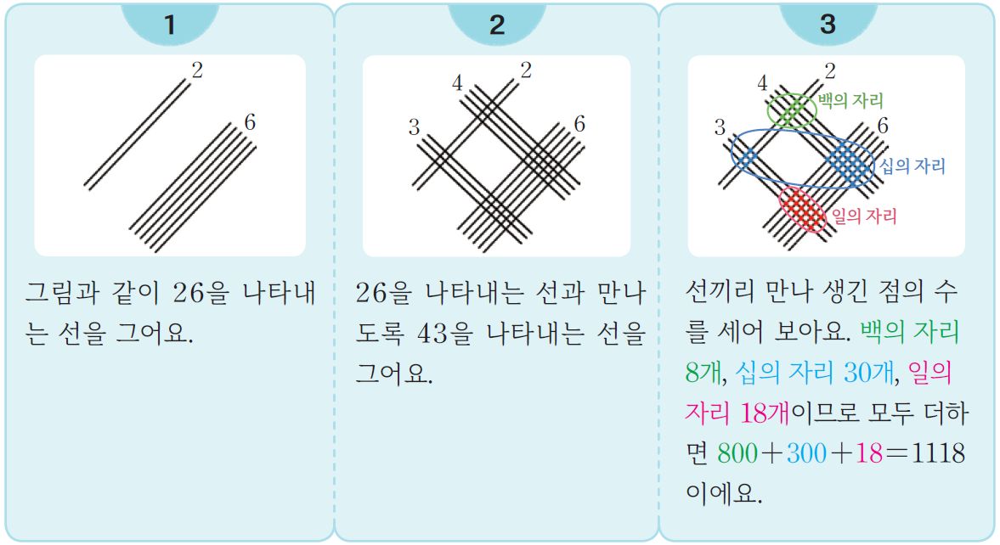 1
2
6
그림과 같이 26을 나타내
는 선을 그어요.
2
4
2
3
6
26을 나타내는 선과 만나
도록 43을 나타내는 선을
그어요.
3
4
2
백의 자리
3
6
십의 자리
일의 자리
선끼리 만나 생긴 점의 수
를 세어 보아요. 백의 자리
8개, 십의 자리 30개, 일의
자리 18개이므로 모두 더하
면 800+300+18=1118
이에요.